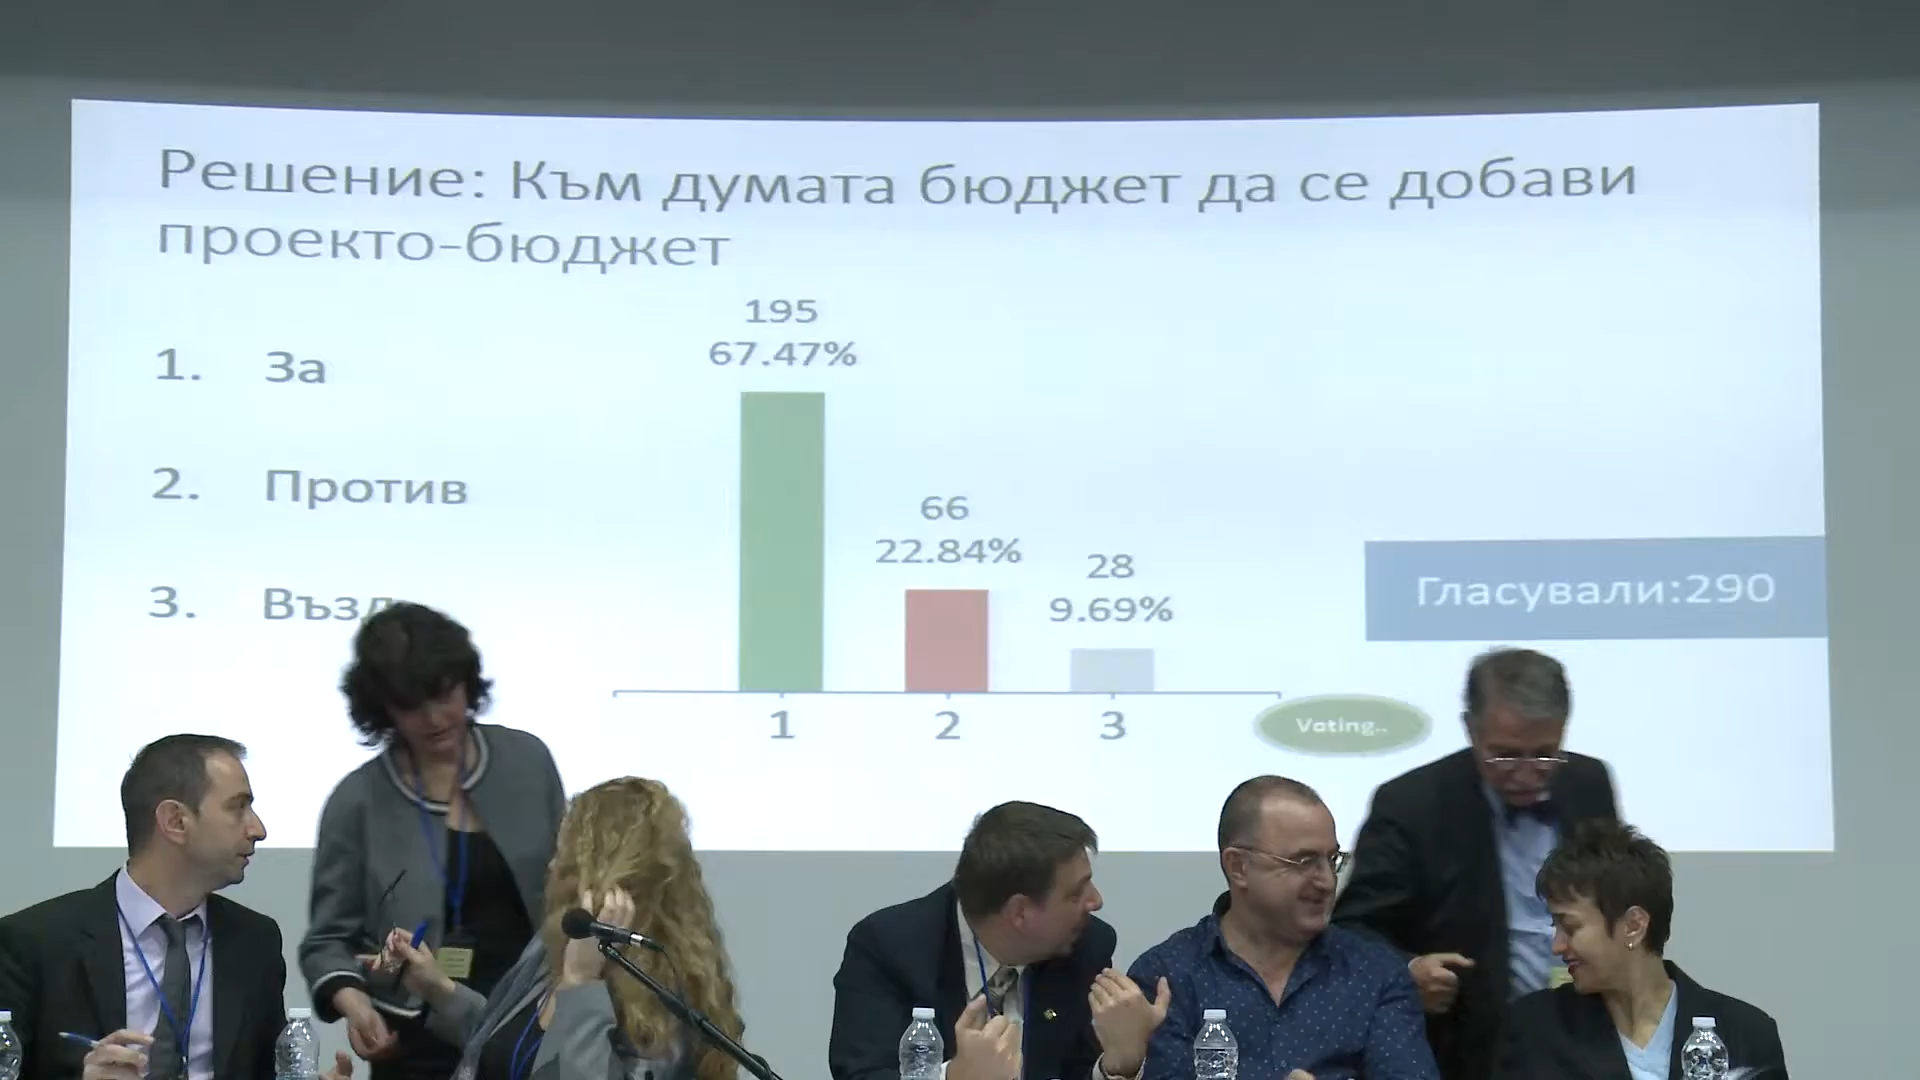 Решение: Към думата бюджет да се добави
проекто-бюджет
195
67.47%
1. За
66
22.84%
2. Против
28
9.69%
Гласували:290
3.
1 2 3
Voting..